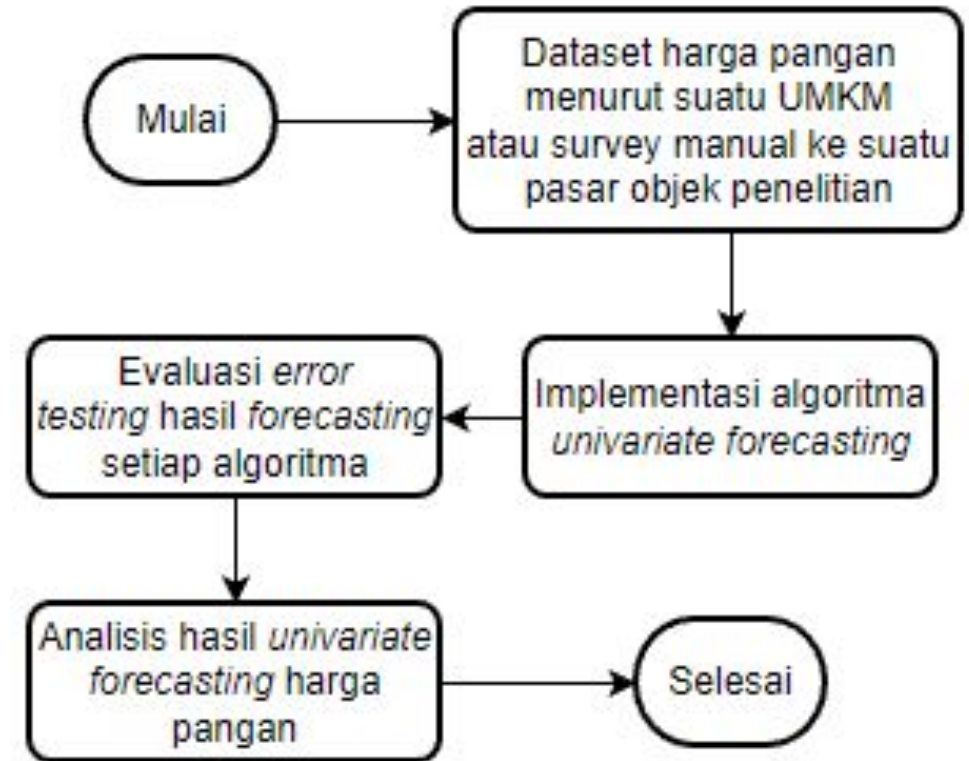 Mulai
Dataset harga pangan
menurut suatu UMKM
atau survey manual ke suatu
pasar objek penelitian
Implementasi algoritma
univariate forecasting
Evaluasi error
testing hasil forecasting
setiap algoritma
Analisis hasil univariate
forecasting harga
pangan
Selesai